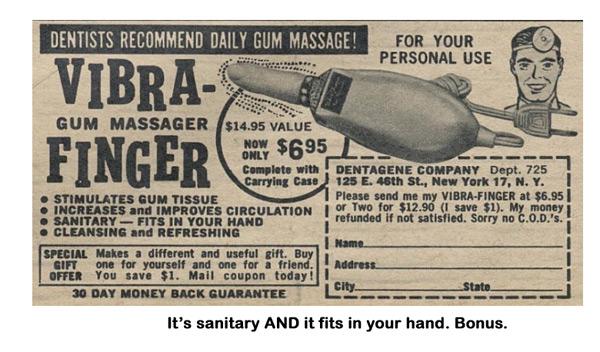 DENTISTS RECOMMEND DAILY GUM MASSAGE!
FOR YOUR
PERSONAL USE
VIBRA-
GUM MASSAGER
FINGER
$14.95 VALUE
NOW
ONLY $6.95
Complete with
Carrying Case
• STIMULATES GUM TISSUE
• INCREASES and IMPROVES CIRCULATION
• SANITARY — FITS IN YOUR HAND
• CLEANSING and REFRESHING
SPECIAL
GIFT
OFFER
Makes a different and useful gift. Buy
one for yourself and one for a friend.
You save $1. Mail coupon today!
30 DAY MONEY BACK GUARANTEE
DENTAGENE COMPANY Dept. 725
125 E. 46th St., New York 17, N. Y.
Please send me my VIBRA-FINGER at $6.95
or Two for $12.90 (I save $1). My money
refunded if not satisfied. Sorry no C.O.D.'s.
Name
Address
City State
It's sanitary AND it fits in your hand. Bonus.